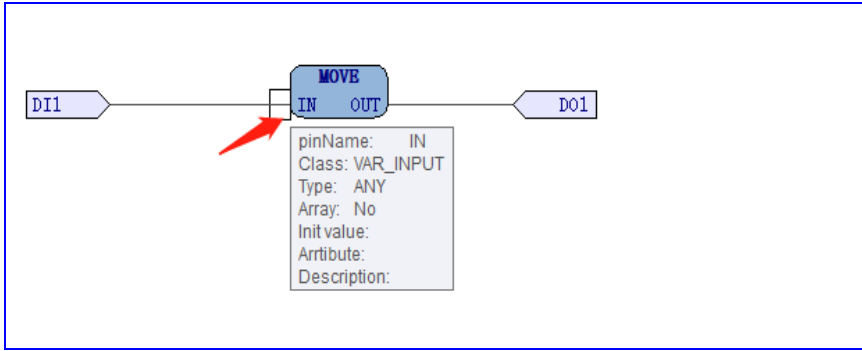 MOVE
DI1 IN OUT DO1
pinName: IN
Class: VAR_INPUT
Type: ANY
Array: No
Init value:
Arrtibute:
Description: